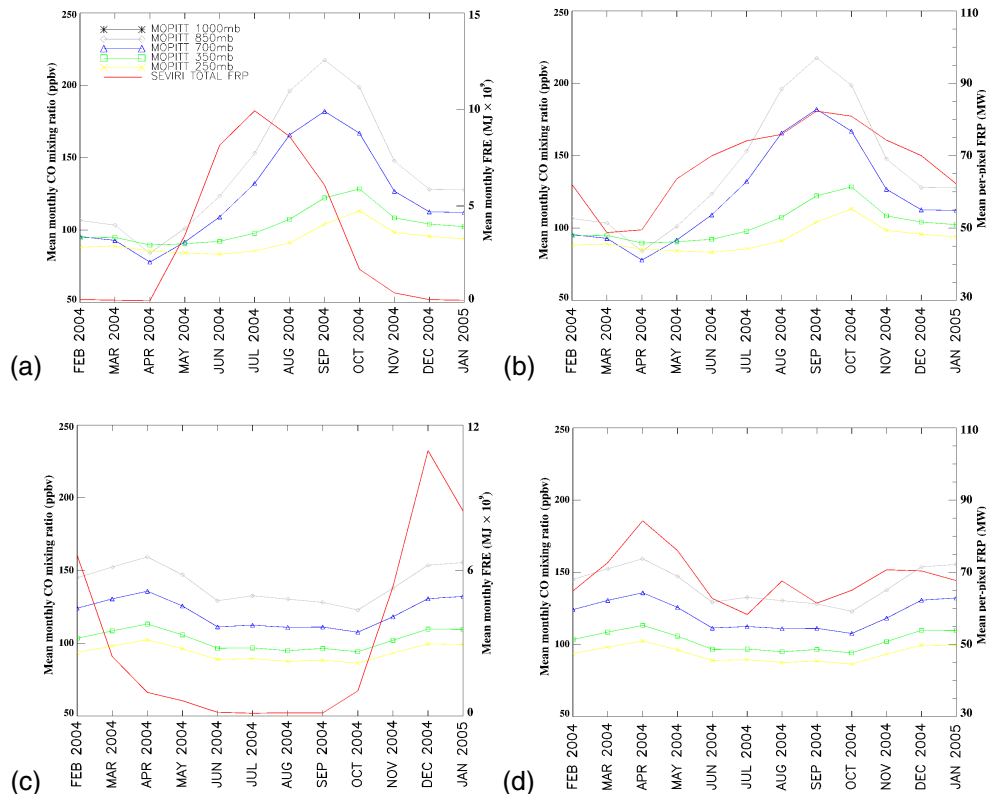 250
200
150
100
50
Mean monthly CO mixing ratio (ppbv)
MOPITT 1000mb
MOPITT 850mb
MOPITT 700mb
MOPITT 350mb
MOPITT 250mb
SEVIRI TOTAL FRP
15
10
5
0
Mean monthly FRE (MJ × 10⁹)
FEB 2004
MAR 2004
APR 2004
MAY 2004
JUN 2004
JUL 2004
AUG 2004
SEP 2004
OCT 2004
NOV 2004
DEC 2004
JAN 2005
(a)
250
200
150
100
50
Mean monthly CO mixing ratio (ppbv)
110
90
70
50
30
Mean per-pixel FRP (MW)
FEB 2004
MAR 2004
APR 2004
MAY 2004
JUN 2004
JUL 2004
AUG 2004
SEP 2004
OCT 2004
NOV 2004
DEC 2004
JAN 2005
(b)
250
200
150
100
50
Mean monthly CO mixing ratio (ppbv)
12
6
0
Mean monthly FRE (MJ × 10⁹)
FEB 2004
MAR 2004
APR 2004
MAY 2004
JUN 2004
JUL 2004
AUG 2004
SEP 2004
OCT 2004
NOV 2004
DEC 2004
JAN 2005
(c)
250
200
150
100
50
Mean monthly CO mixing ratio (ppbv)
110
90
70
50
30
Mean per-pixel FRP (MW)
FEB 2004
MAR 2004
APR 2004
MAY 2004
JUN 2004
JUL 2004
AUG 2004
SEP 2004
OCT 2004
NOV 2004
DEC 2004
JAN 2005
(d)